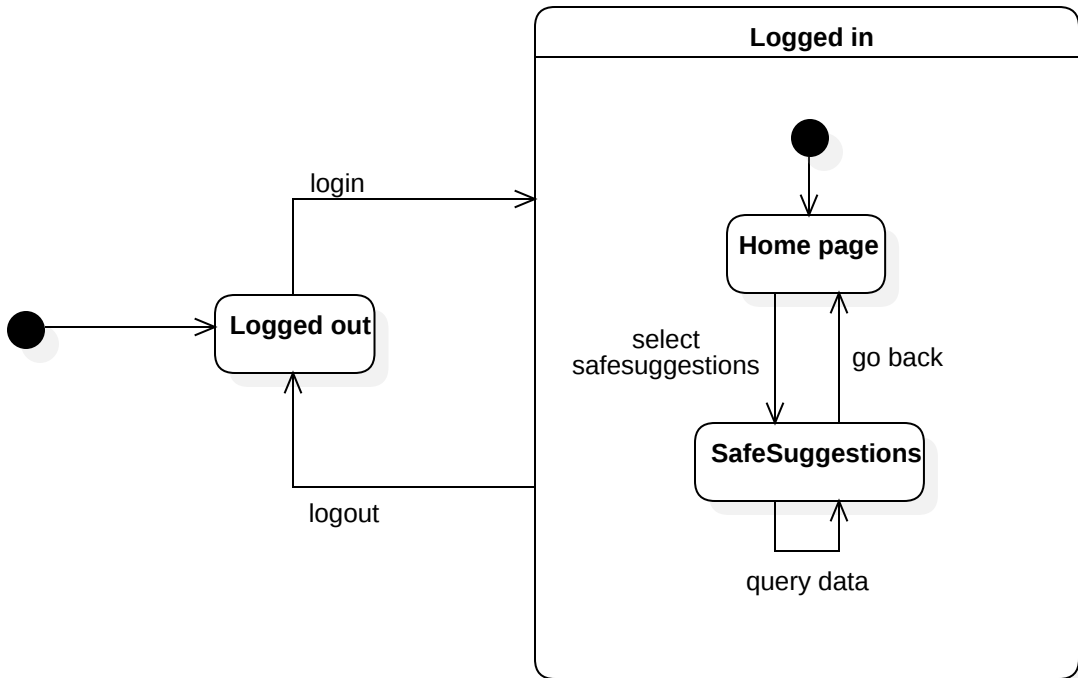 Logged in
login
Home page
Logged out
select
safesuggestions
go back
SafeSuggestions
logout
query data